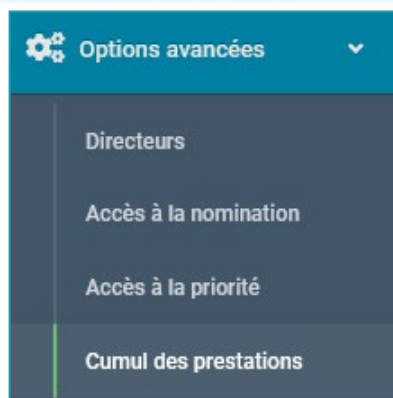 Options avancées
Directeurs
Accès à la nomination
Accès à la priorité
Cumul des prestations